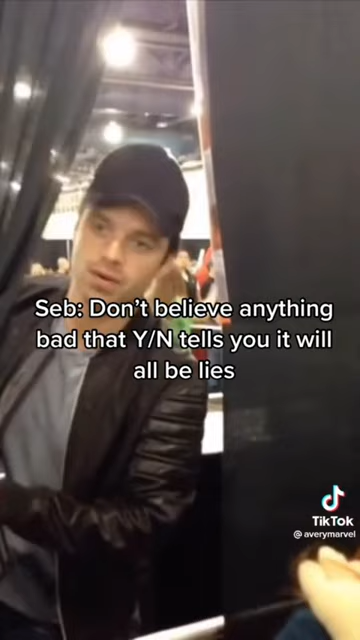 Seb: Don't believe anything
bad that Y/N tells you it will
all be lies
TikTok
@averymarvel